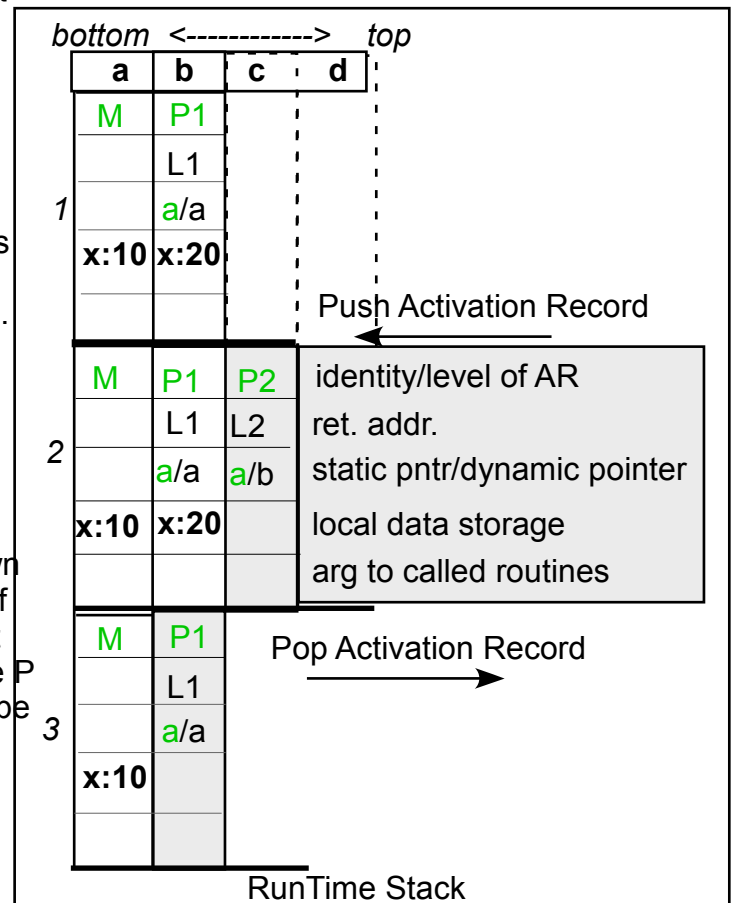 bottom <------------> top
a b c d
M P1
L1
1 a/a
s
x:10 x:20
.
Push Activation Record
M P1 P2 identity/level of AR
L1 L2 ret. addr.
2 a/a a/b static pntr/dynamic pointer
x:10 x:20 local data storage
arg to called routines
M P1 Pop Activation Record
e P
L1
3 a/a
x:10
RunTime Stack